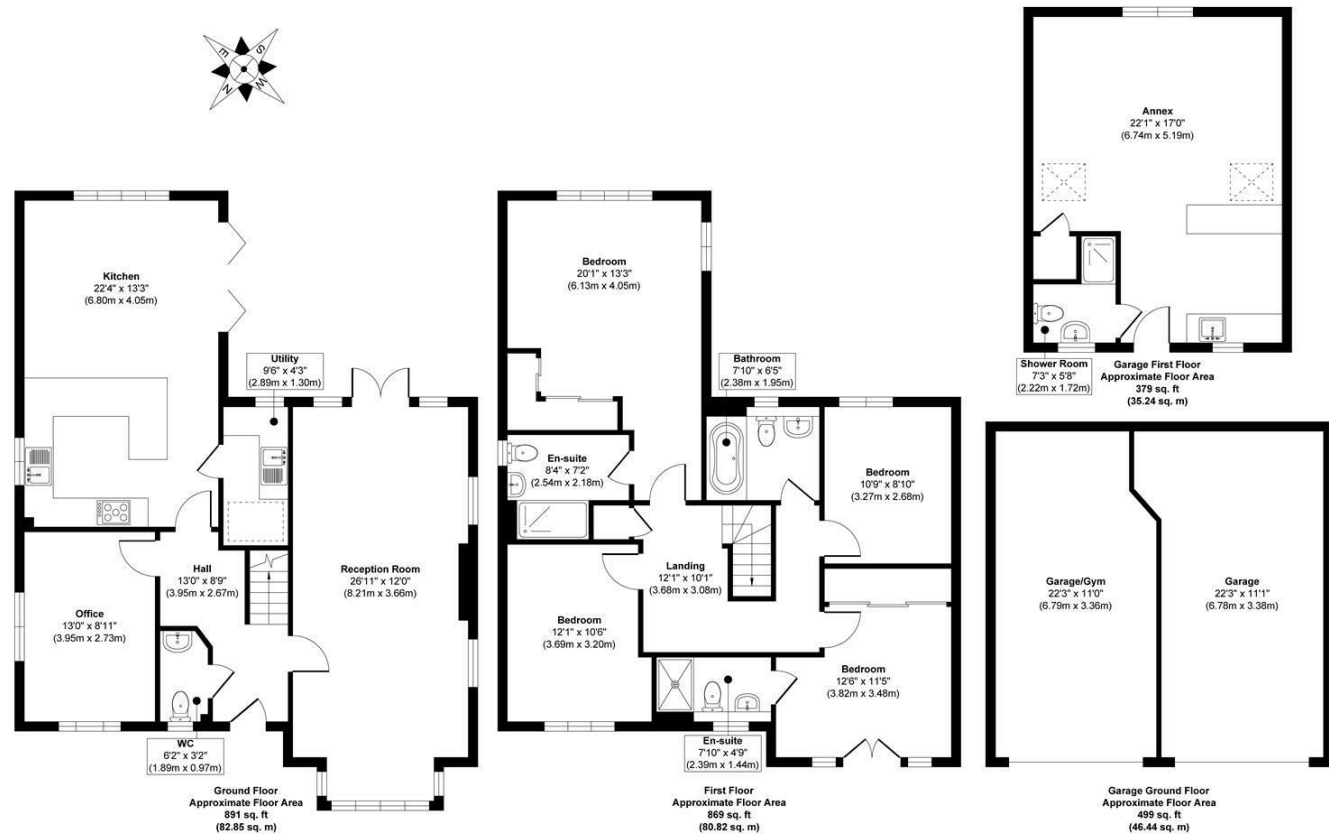 S
E
W
N
Kitchen
22'4" x 13'3"
(6.80m x 4.05m)
Utility
9'6" x 4'3"
(2.89m x 1.30m)
Hall
13'0" x 8'9"
(3.95m x 2.67m)
Reception Room
26'11" x 12'0"
(8.21m x 3.66m)
Office
13'0" x 8'11"
(3.95m x 2.73m)
WC
6'2" x 3'2"
(1.89m x 0.97m)
Ground Floor
Approximate Floor Area
891 sq. ft
(82.85 sq. m)
Bedroom
20'1" x 13'3"
(6.13m x 4.05m)
Bathroom
7'10" x 6'5"
(2.38m x 1.95m)
En-suite
8'4" x 7'2"
(2.54m x 2.18m)
Bedroom
10'9" x 8'10"
(3.27m x 2.68m)
Landing
12'1" x 10'1"
(3.68m x 3.08m)
Bedroom
12'1" x 10'6"
(3.69m x 3.20m)
Bedroom
12'6" x 11'5"
(3.82m x 3.48m)
En-suite
7'10" x 4'9"
(2.39m x 1.44m)
First Floor
Approximate Floor Area
869 sq. ft
(80.82 sq. m)
Annex
22'1" x 17'0"
(6.74m x 5.19m)
Shower Room
7'3" x 5'8"
(2.22m x 1.72m)
Garage First Floor
Approximate Floor Area
379 sq. ft
(35.24 sq. m)
Garage/Gym
22'3" x 11'0"
(6.79m x 3.36m)
Garage
22'3" x 11'1"
(6.78m x 3.38m)
Garage Ground Floor
Approximate Floor Area
499 sq. ft
(46.44 sq. m)